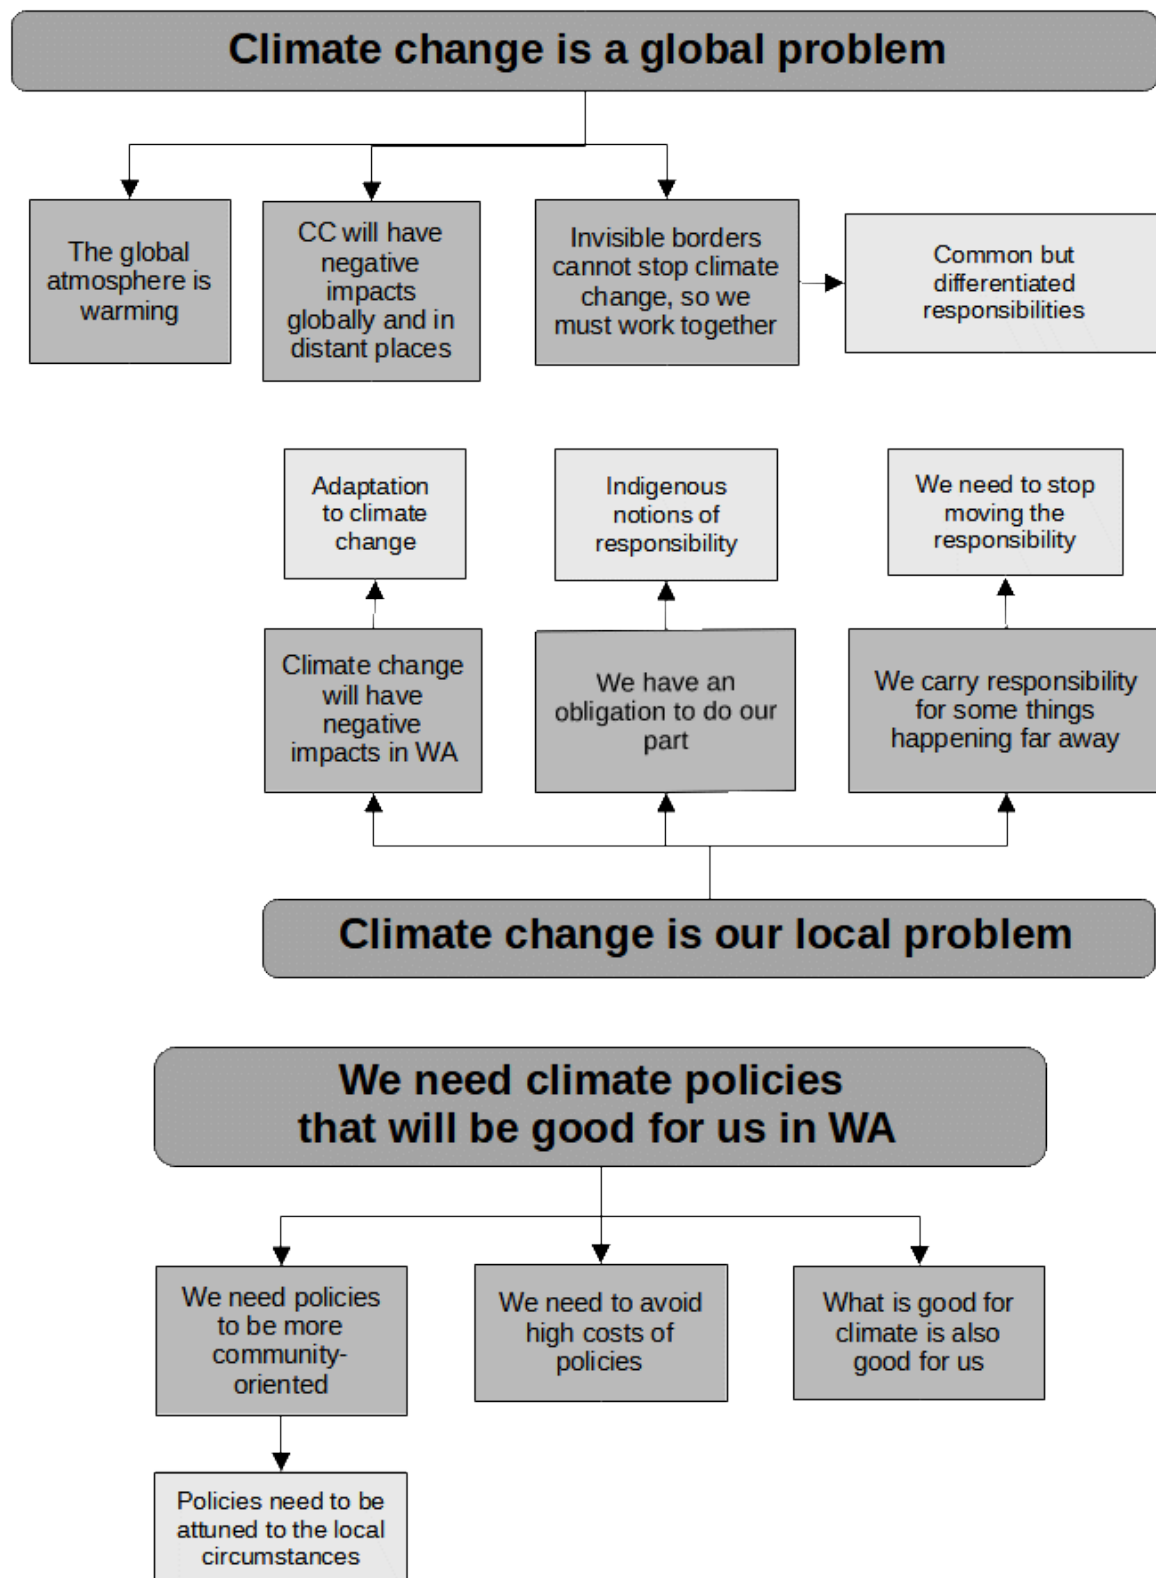 Climate change is a global problem
The global
atmosphere is
warming
CC will have
negative
impacts
globally and in
distant places
Invisible borders
cannot stop climate
change, so we
must work together
Common but
differentiated
responsibilities
Adaptation
to climate
change
Indigenous
notions of
responsibility
We need to stop
moving the
responsibility
Climate change
will have
negative
impacts in WA
We have an
obligation to do our
part
We carry responsibility
for some things
happening far away
Climate change is our local problem
We need climate policies
that will be good for us in WA
We need policies
to be more
community-
oriented
We need to avoid
high costs of
policies
What is good for
climate is also
good for us
Policies need to be
attuned to the local
circumstances